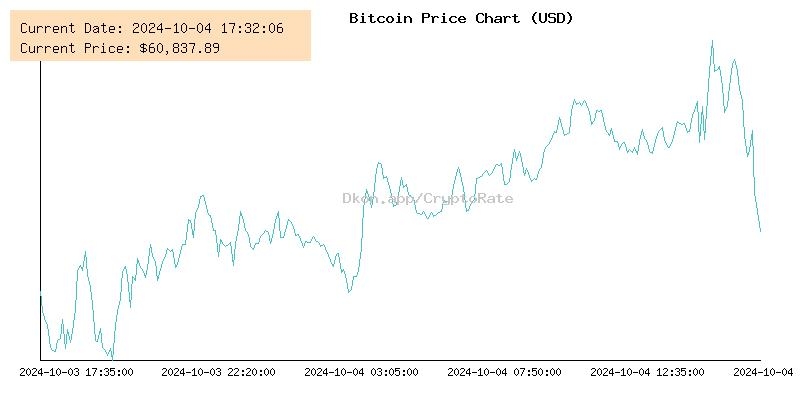 Bitcoin Price Chart (USD)
Current Date: 2024-10-04 17:32:06
Current Price: $60,837.89
Dkon.app/CryptoRate
2024-10-03 17:35:00 2024-10-03 22:20:00 2024-10-04 03:05:00 2024-10-04 07:50:00 2024-10-04 12:35:00 2024-10-04